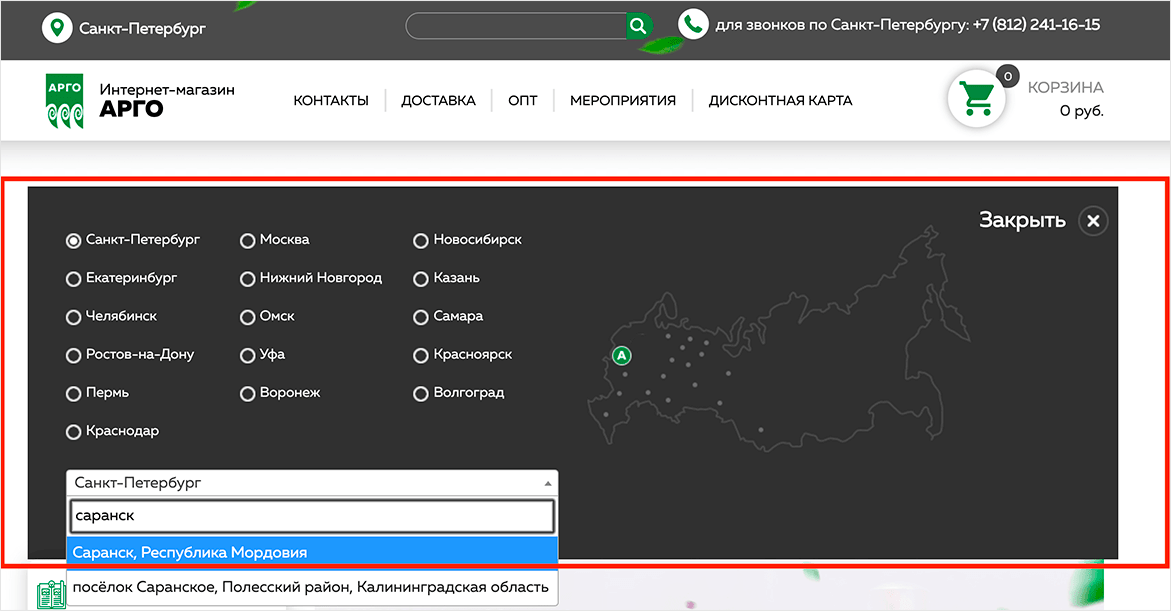 Санкт-Петербург
для звонков по Санкт-Петербургу: +7 (812) 241-16-15
АРГО
Интернет-магазин
АРГО
КОНТАКТЫ
ДОСТАВКА
ОПТ
МЕРОПРИЯТИЯ
ДИСКОНТНАЯ КАРТА
0
КОРЗИНА
0 руб.
Закрыть
Санкт-Петербург Москва Новосибирск
Екатеринбург Нижний Новгород Казань
Челябинск Омск Самара
Ростов-на-Дону Уфа Красноярск
Пермь Воронеж Волгоград
Краснодар
А
Санкт-Петербург
саранск
Саранск, Республика Мордовия
посёлок Саранское, Полесский район, Калининградская область